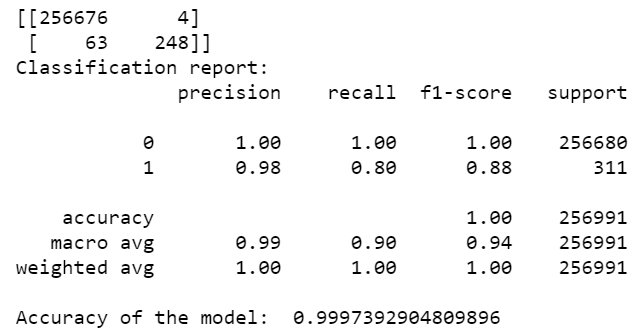 [[256676 4]
[ 63 248]]
Classification report:
precision recall f1-score support
0 1.00 1.00 1.00 256680
1 0.98 0.80 0.88 311
accuracy 1.00 256991
macro avg 0.99 0.90 0.94 256991
weighted avg 1.00 1.00 1.00 256991
Accuracy of the model: 0.9997392904809896